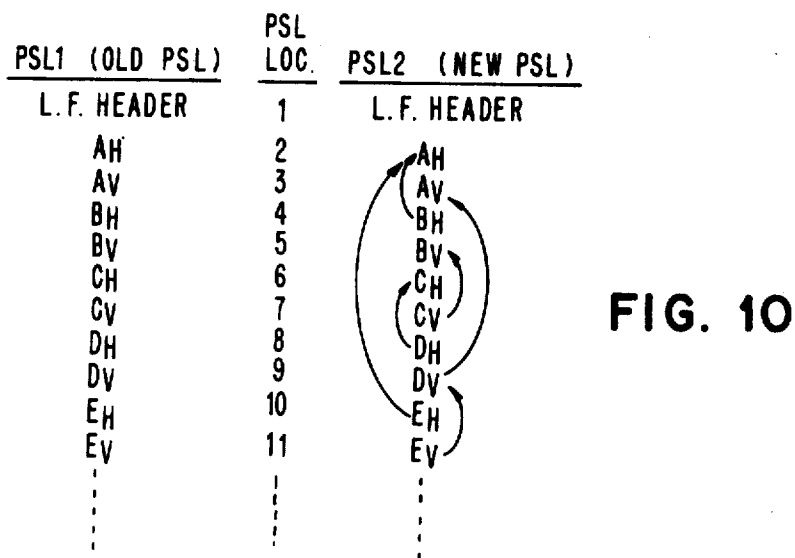 PSL
PSL1 (OLD PSL) LOC. PSL2 (NEW PSL)
L.F. HEADER 1 L.F. HEADER
AH 2 AH
AV 3 AV
BH 4 BH
BV 5 BV
CH 6 CH
CV 7 CV
DH 8 DH
DV 9 DV
EH 10 EH
EV 11 EV
FIG. 10